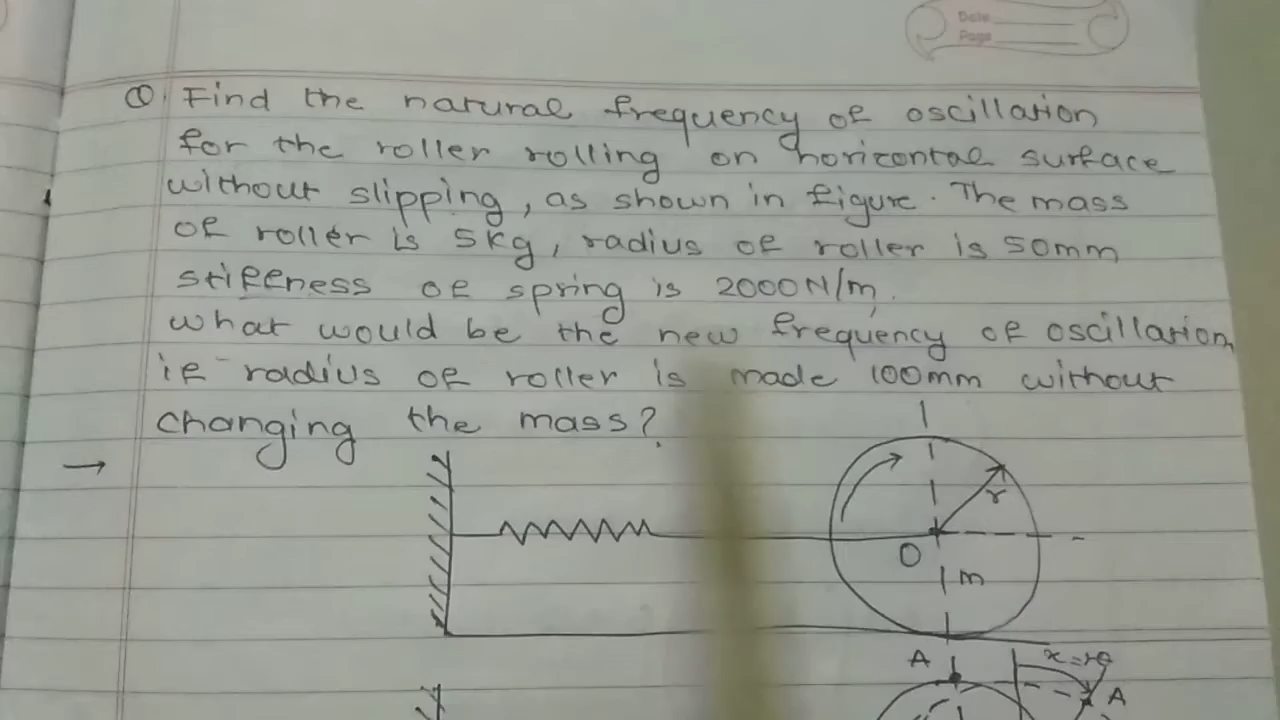 Date
Page
① Find the natural frequency of oscillation
for the roller rolling on horizontal surface
without slipping, as shown in figure. The mass
of roller is 5kg, radius of roller is 50mm
stiffness of spring is 2000N/m.
what would be the new frequency of oscillation,
if radius of roller is made 100mm without
changing the mass?
→
r
O
m
A
x=rθ
A